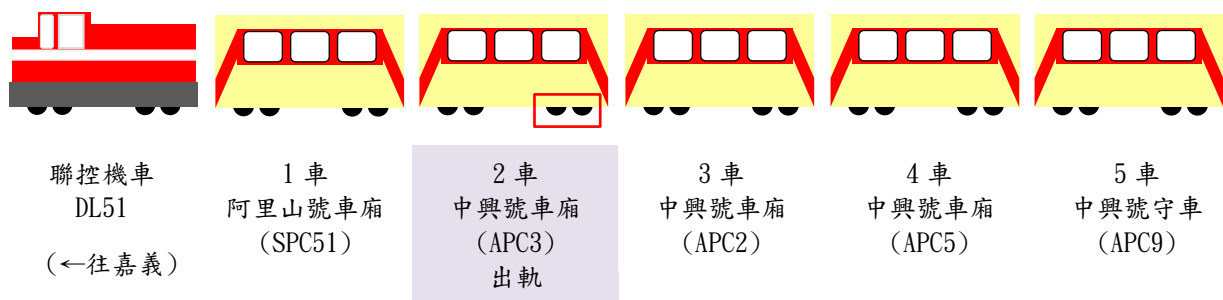 聯控機車
DL51
(←往嘉義)
1 車
阿里山號車廂
(SPC51)
2 車
中興號車廂
(APC3)
出軌
3 車
中興號車廂
(APC2)
4 車
中興號車廂
(APC5)
5 車
中興號守車
(APC9)